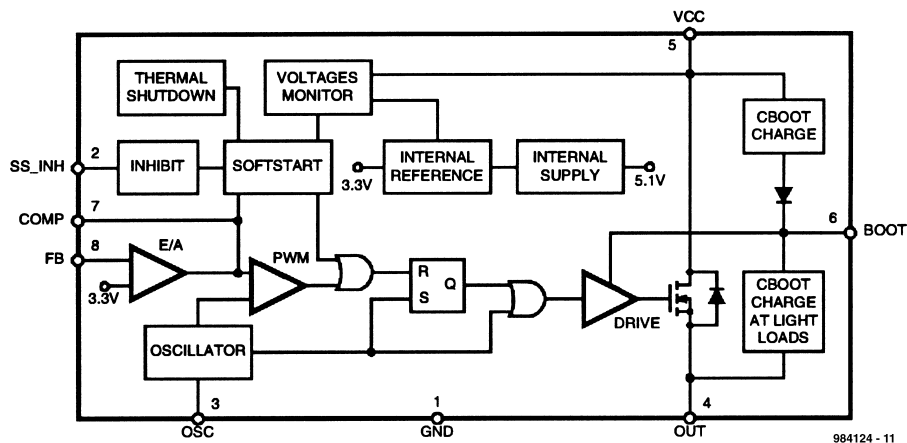 VCC
5
THERMAL
SHUTDOWN
VOLTAGES
MONITOR
CBOOT
CHARGE
SS_INH
2
INHIBIT
SOFTSTART
3.3V
INTERNAL
REFERENCE
INTERNAL
SUPPLY
5.1V
COMP
7
6
BOOT
FB
8
E/A
3.3V
PWM
R
S
Q
DRIVE
CBOOT
CHARGE
AT LIGHT
LOADS
OSCILLATOR
3
OSC
1
GND
4
OUT
984124 - 11